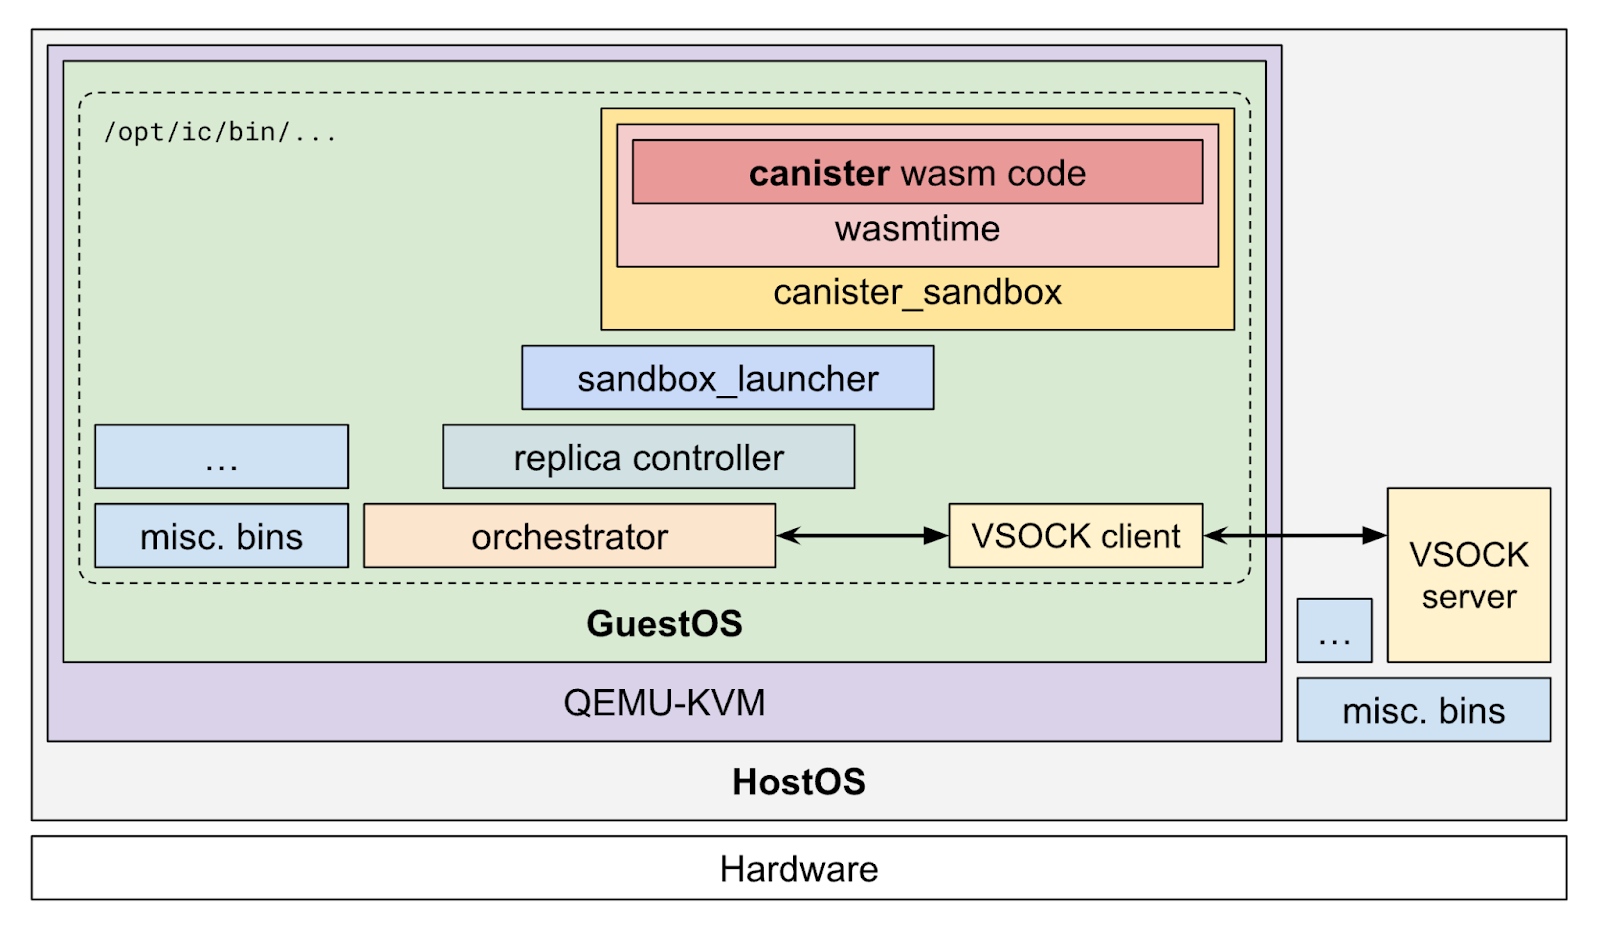 /opt/ic/bin/...
canister wasm code
wasmtime
canister_sandbox
sandbox_launcher
...
replica controller
misc. bins
orchestrator
VSOCK client
VSOCK
server
GuestOS
...
QEMU-KVM
misc. bins
HostOS
Hardware